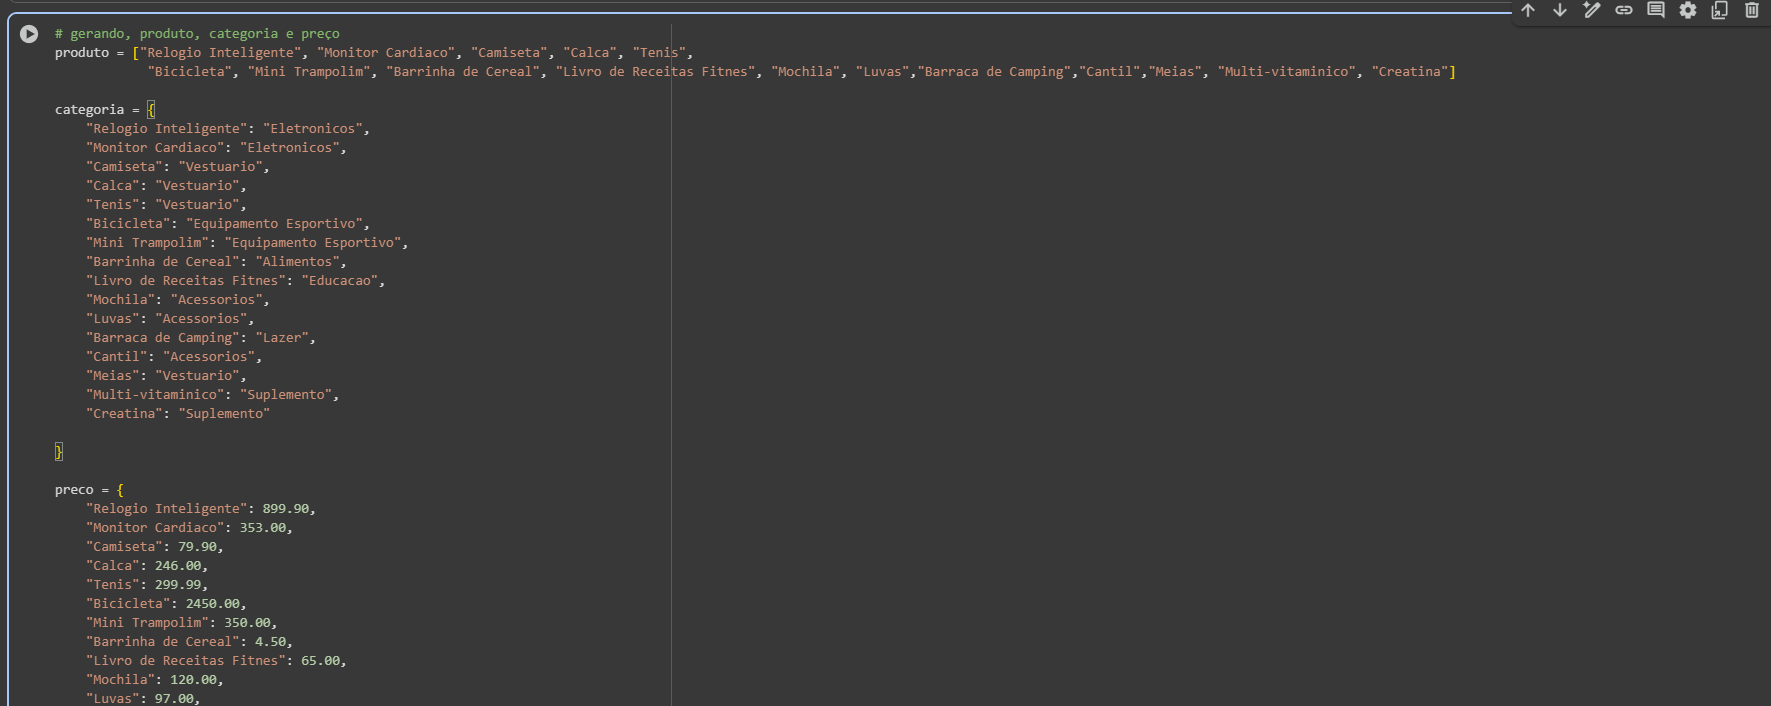 # gerando, produto, categoria e preço
produto = ["Relogio Inteligente", "Monitor Cardiaco", "Camiseta", "Calca", "Tenis",
"Bicicleta", "Mini Trampolim", "Barrinha de Cereal", "Livro de Receitas Fitnes", "Mochila", "Luvas","Barraca de Camping","Cantil","Meias", "Multi-vitaminico", "Creatina"]
categoria = {
"Relogio Inteligente": "Eletronicos",
"Monitor Cardiaco": "Eletronicos",
"Camiseta": "Vestuario",
"Calca": "Vestuario",
"Tenis": "Vestuario",
"Bicicleta": "Equipamento Esportivo",
"Mini Trampolim": "Equipamento Esportivo",
"Barrinha de Cereal": "Alimentos",
"Livro de Receitas Fitnes": "Educacao",
"Mochila": "Acessorios",
"Luvas": "Acessorios",
"Barraca de Camping": "Lazer",
"Cantil": "Acessorios",
"Meias": "Vestuario",
"Multi-vitaminico": "Suplemento",
"Creatina": "Suplemento"
}
preco = {
"Relogio Inteligente": 899.90,
"Monitor Cardiaco": 353.00,
"Camiseta": 79.90,
"Calca": 246.00,
"Tenis": 299.99,
"Bicicleta": 2450.00,
"Mini Trampolim": 350.00,
"Barrinha de Cereal": 4.50,
"Livro de Receitas Fitnes": 65.00,
"Mochila": 120.00,
"Luvas": 97.00,